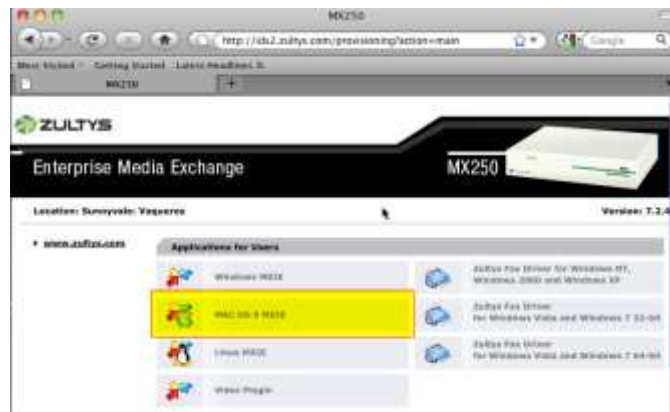 MX250
http://ids2.zultys.com/provisioning?action=main
Google
Most Visited Getting Started Latest Headlines
MX250
ZULTYS
Enterprise Media Exchange
MX250
Location: Sunnyvale: Vaqueros
Version: 7.2.4
www.zultys.com
Applications for Users
Windows MXIE
Zultys Fax Driver for Windows NT,
Windows 2000 and Windows XP
MAC OS X MXIE
Zultys Fax Driver
for Windows Vista and Windows 7 32-bit
Linux MXIE
Zultys Fax Driver
for Windows Vista and Windows 7 64-bit
Video Plugin